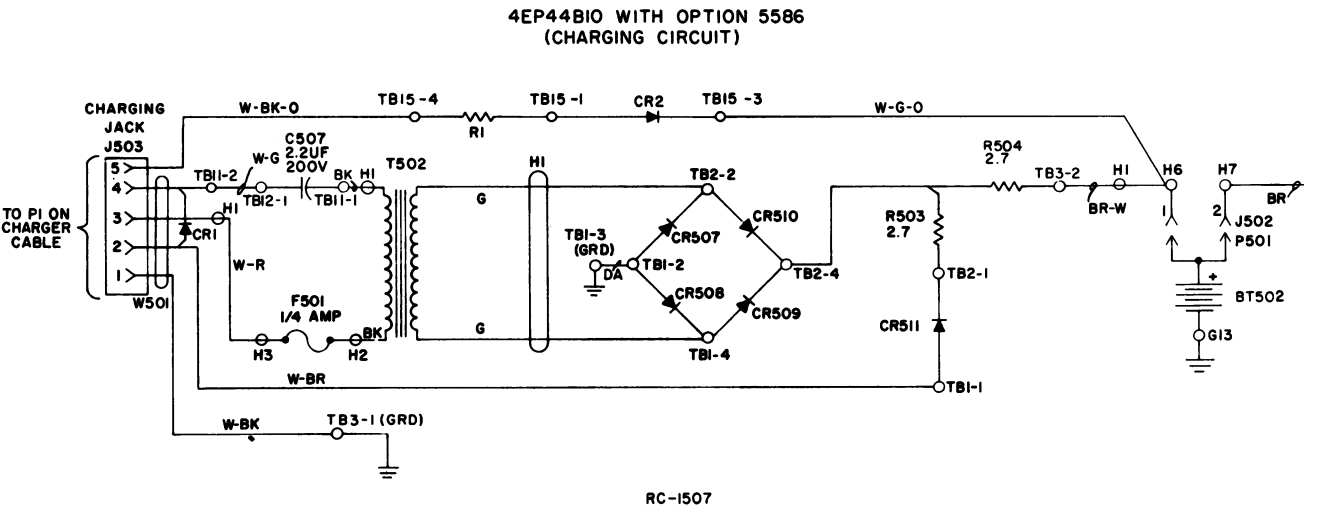 4EP44B10 WITH OPTION 5586
(CHARGING CIRCUIT)
CHARGING
JACK
J503
5
4
3
2
1
TO P1 ON
CHARGER
CABLE
W501
W-BK-O
TB15-4
R1
TB15-1
CR2
TB15-3
W-G-O
TB11-2
W-G
TB12-1
C507
2.2UF
200V
BK
H1
TB11-1
T502
H1
CR1
W-R
F501
1/4 AMP
H3
H2
BK
G
G
H1
TB2-2
CR507
CR510
TB1-3
(GRD)
DA
TB1-2
TB2-4
CR508
CR509
TB1-4
R503
2.7
TB2-1
CR511
TB1-1
R504
2.7
TB3-2
BR-W
H1
H6
H7
BR
1
2
J502
P501
+
BT502
G13
W-BR
W-BK
TB3-1 (GRD)
RC-1507